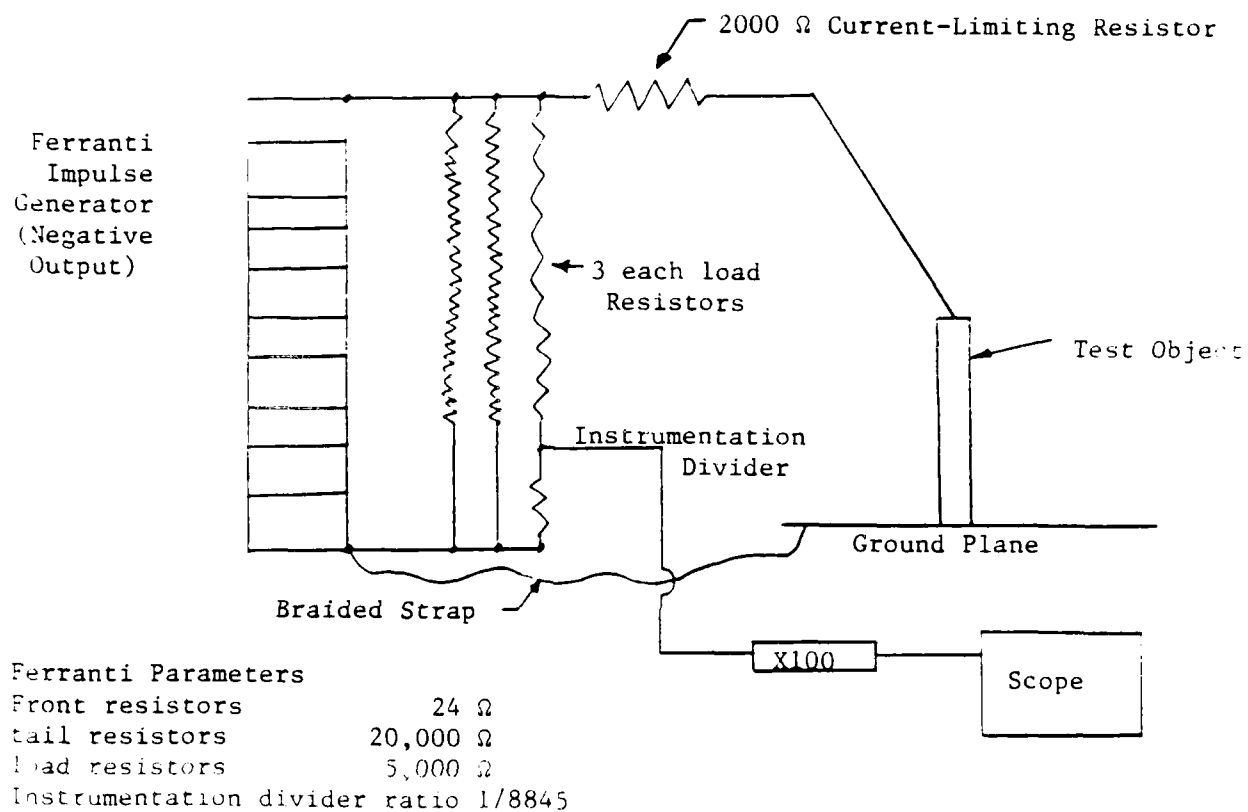 2000 Ω Current-Limiting Resistor
Ferranti
Impulse
Generator
(Negative
Output)
3 each load
Resistors
Test Object
Instrumentation
Divider
Ground Plane
Braided Strap
X100
Scope
Ferranti Parameters
Front resistors 24 Ω
tail resistors 20,000 Ω
load resistors 5,000 Ω
Instrumentation divider ratio 1/8845